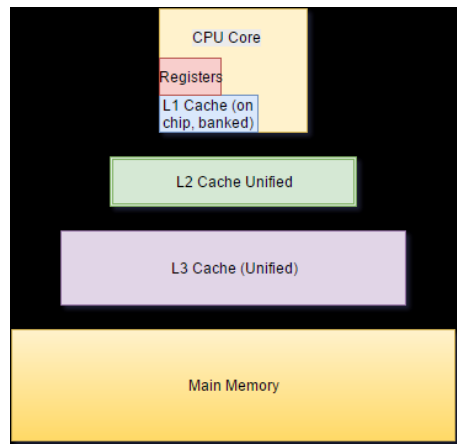 CPU Core
Registers
L1 Cache (on
chip, banked)
L2 Cache Unified
L3 Cache (Unified)
Main Memory